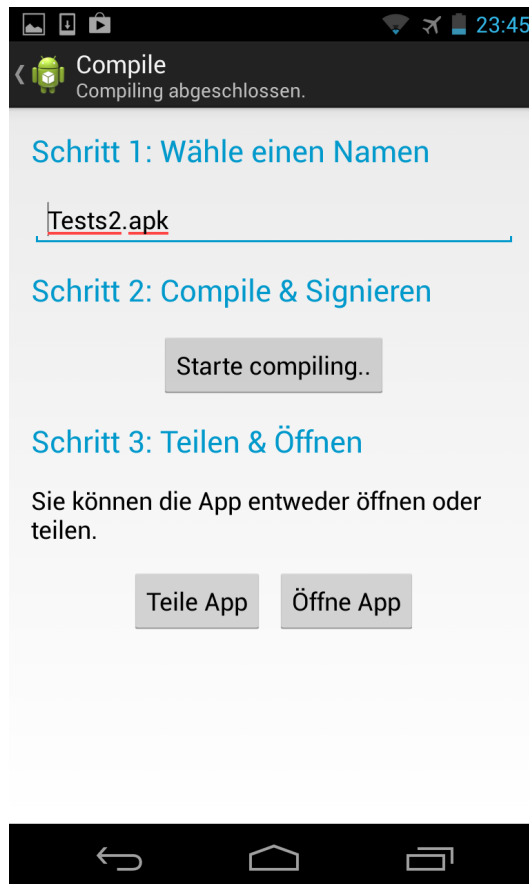 23:45
Compile
Compiling abgeschlossen.
Schritt 1: Wähle einen Namen
Tests2.apk
Schritt 2: Compile & Signieren
Starte compiling..
Schritt 3: Teilen & Öffnen
Sie können die App entweder öffnen oder
teilen.
Teile App
Öffne App